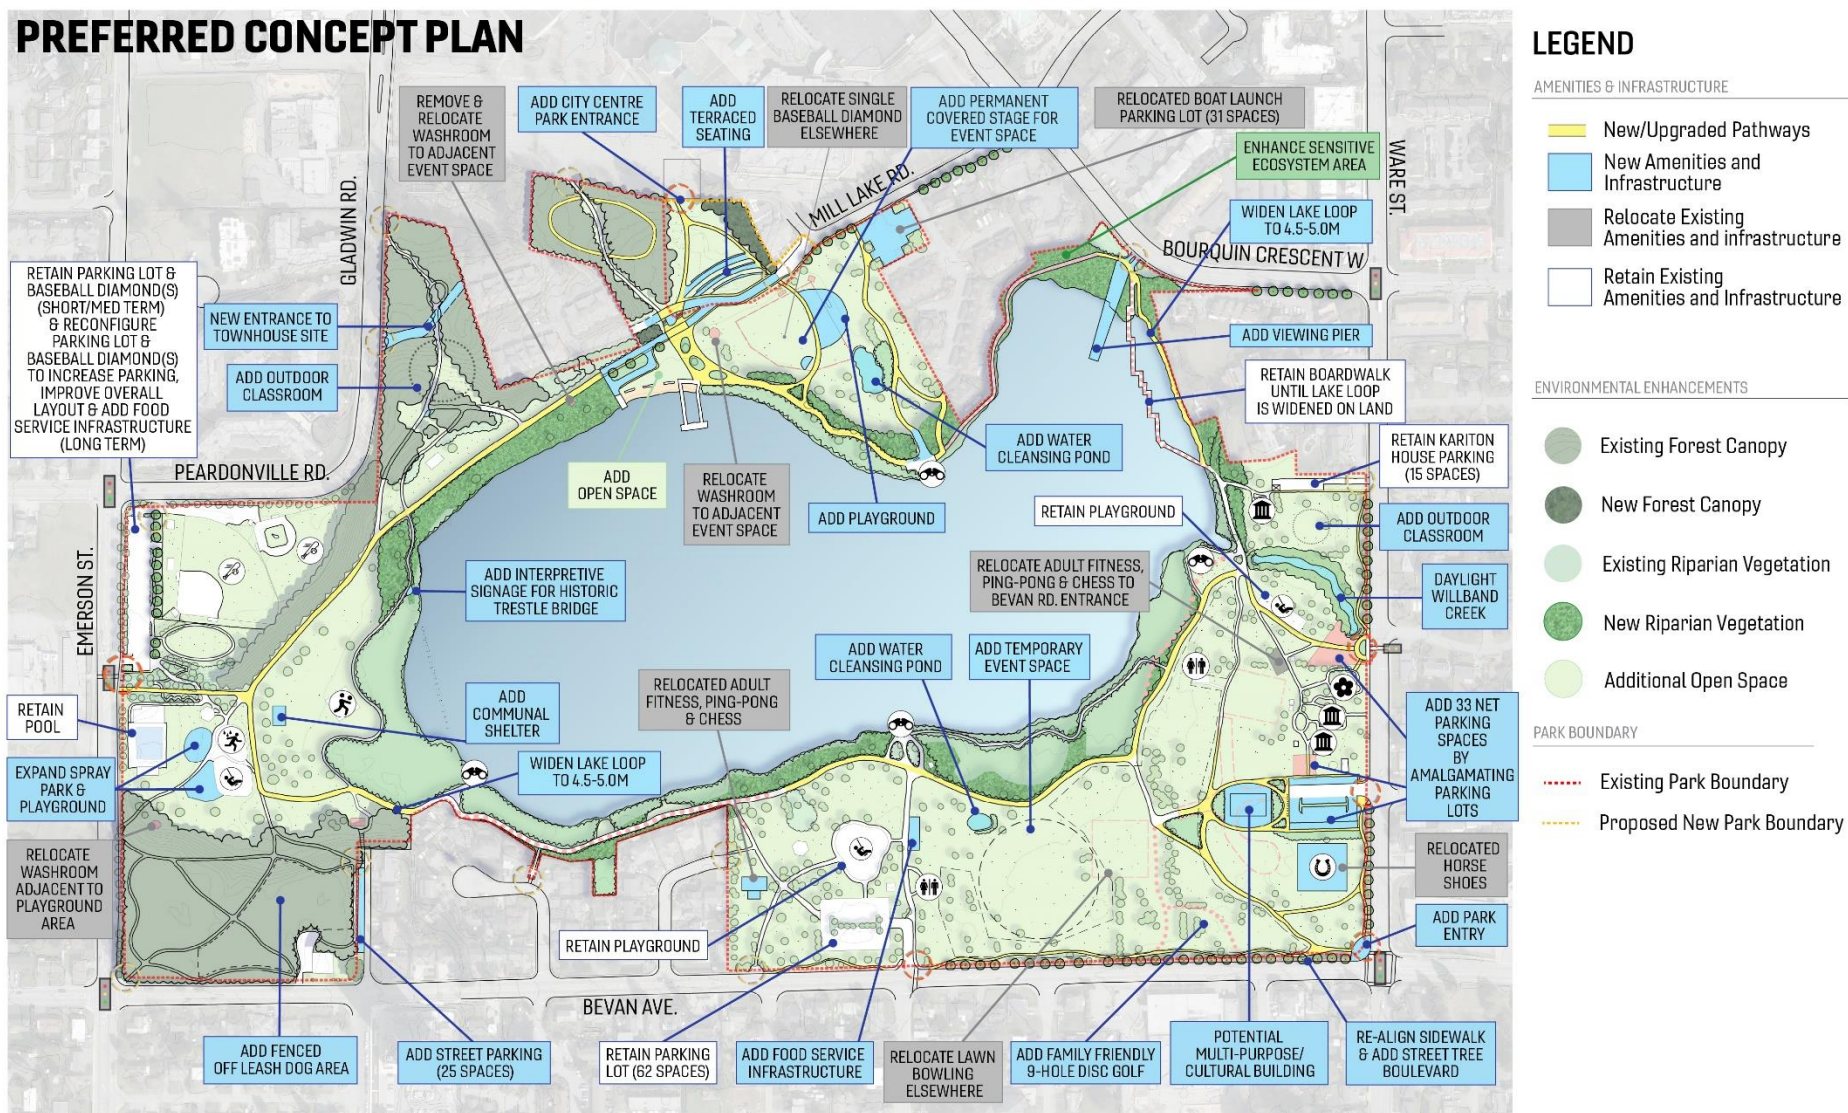 PREFERRED CONCEPT PLAN
REMOVE &
RELOCATE
WASHROOM
TO ADJACENT
EVENT SPACE
ADD CITY CENTRE
PARK ENTRANCE
ADD
TERRACED
SEATING
RELOCATE SINGLE
BASEBALL DIAMOND
ELSEWHERE
ADD PERMANENT
COVERED STAGE FOR
EVENT SPACE
RELOCATED BOAT LAUNCH
PARKING LOT (31 SPACES)
ENHANCE SENSITIVE
ECOSYSTEM AREA
WARE ST.
GLADWIN RD.
MILL LAKE RD.
WIDEN LAKE LOOP
TO 4.5-5.0M
BOURQUIN CRESCENT W
RETAIN PARKING LOT &
BASEBALL DIAMOND(S)
(SHORT/MED TERM)
& RECONFIGURE
PARKING LOT &
BASEBALL DIAMOND(S)
TO INCREASE PARKING,
IMPROVE OVERALL
LAYOUT & ADD FOOD
SERVICE INFRASTRUCTURE
(LONG TERM)
NEW ENTRANCE TO
TOWNHOUSE SITE
ADD OUTDOOR
CLASSROOM
ADD VIEWING PIER
RETAIN BOARDWALK
UNTIL LAKE LOOP
IS WIDENED ON LAND
ADD WATER
CLEANSING POND
RETAIN KARITON
HOUSE PARKING
(15 SPACES)
PEARDONVILLE RD.
ADD
OPEN SPACE
RELOCATE
WASHROOM
TO ADJACENT
EVENT SPACE
ADD PLAYGROUND
RETAIN PLAYGROUND
ADD OUTDOOR
CLASSROOM
EMERSON ST.
ADD INTERPRETIVE
SIGNAGE FOR HISTORIC
TRESTLE BRIDGE
RELOCATE ADULT FITNESS,
PING-PONG & CHESS TO
BEVAN RD. ENTRANCE
DAYLIGHT
WILLBAND
CREEK
ADD WATER
CLEANSING POND
ADD TEMPORARY
EVENT SPACE
RETAIN
POOL
ADD
COMMUNAL
SHELTER
RELOCATED ADULT
FITNESS, PING-PONG
& CHESS
ADD 33 NET
PARKING
SPACES
BY
AMALGAMATING
PARKING
LOTS
EXPAND SPRAY
PARK &
PLAYGROUND
WIDEN LAKE LOOP
TO 4.5-5.0M
RELOCATE
WASHROOM
ADJACENT TO
PLAYGROUND
AREA
RELOCATED
HORSE
SHOES
RETAIN PLAYGROUND
ADD PARK
ENTRY
BEVAN AVE.
ADD FENCED
OFF LEASH DOG AREA
ADD STREET PARKING
(25 SPACES)
RETAIN PARKING
LOT (62 SPACES)
ADD FOOD SERVICE
INFRASTRUCTURE
RELOCATE LAWN
BOWLING
ELSEWHERE
ADD FAMILY FRIENDLY
9-HOLE DISC GOLF
POTENTIAL
MULTI-PURPOSE/
CULTURAL BUILDING
RE-ALIGN SIDEWALK
& ADD STREET TREE
BOULEVARD
LEGEND
AMENITIES & INFRASTRUCTURE
New/Upgraded Pathways
New Amenities and
Infrastructure
Relocate Existing
Amenities and infrastructure
Retain Existing
Amenities and Infrastructure
ENVIRONMENTAL ENHANCEMENTS
Existing Forest Canopy
New Forest Canopy
Existing Riparian Vegetation
New Riparian Vegetation
Additional Open Space
PARK BOUNDARY
Existing Park Boundary
Proposed New Park Boundary